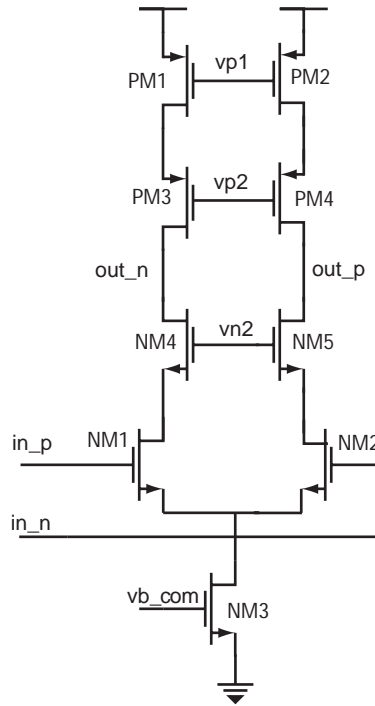 PM1 vp1 PM2
PM3 vp2 PM4
out_n out_p
NM4 vn2 NM5
in_p NM1 NM2
in_n
vb_com NM3